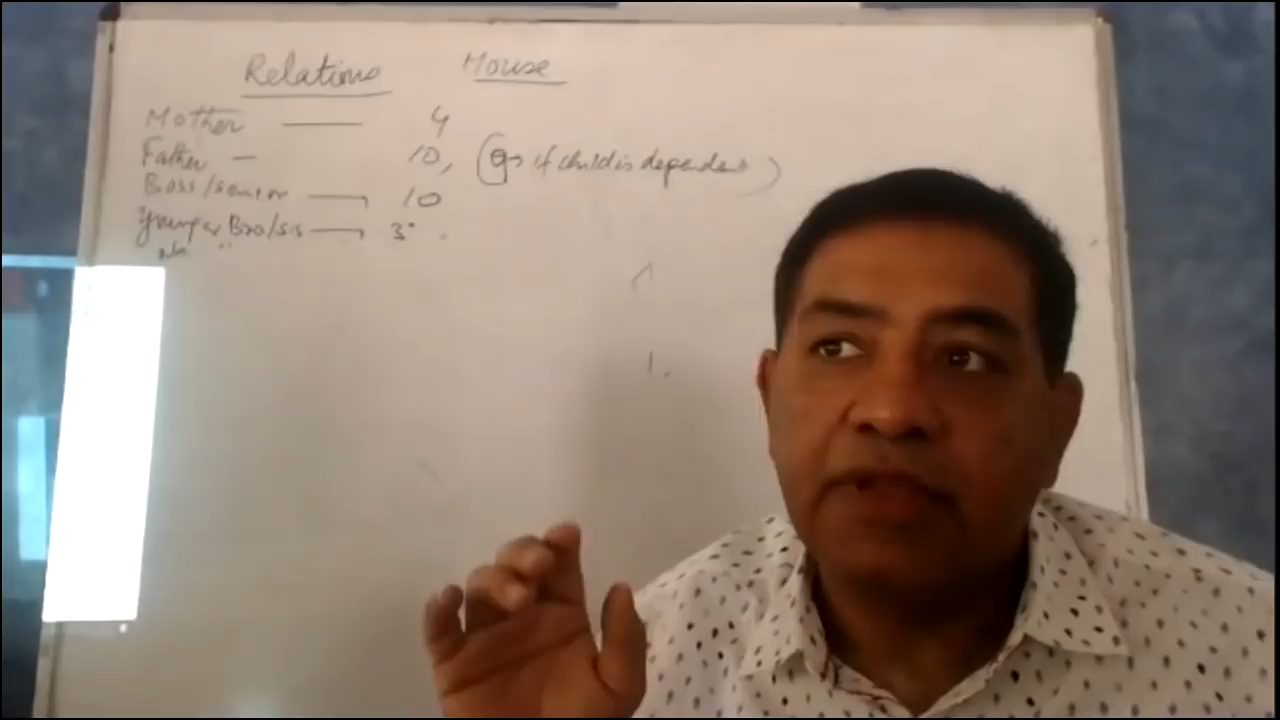 Relations House
Mother — 4
Father — 10, (9→ if child is dependent)
Boss/senior — 10
Younger Bro/sis — 3